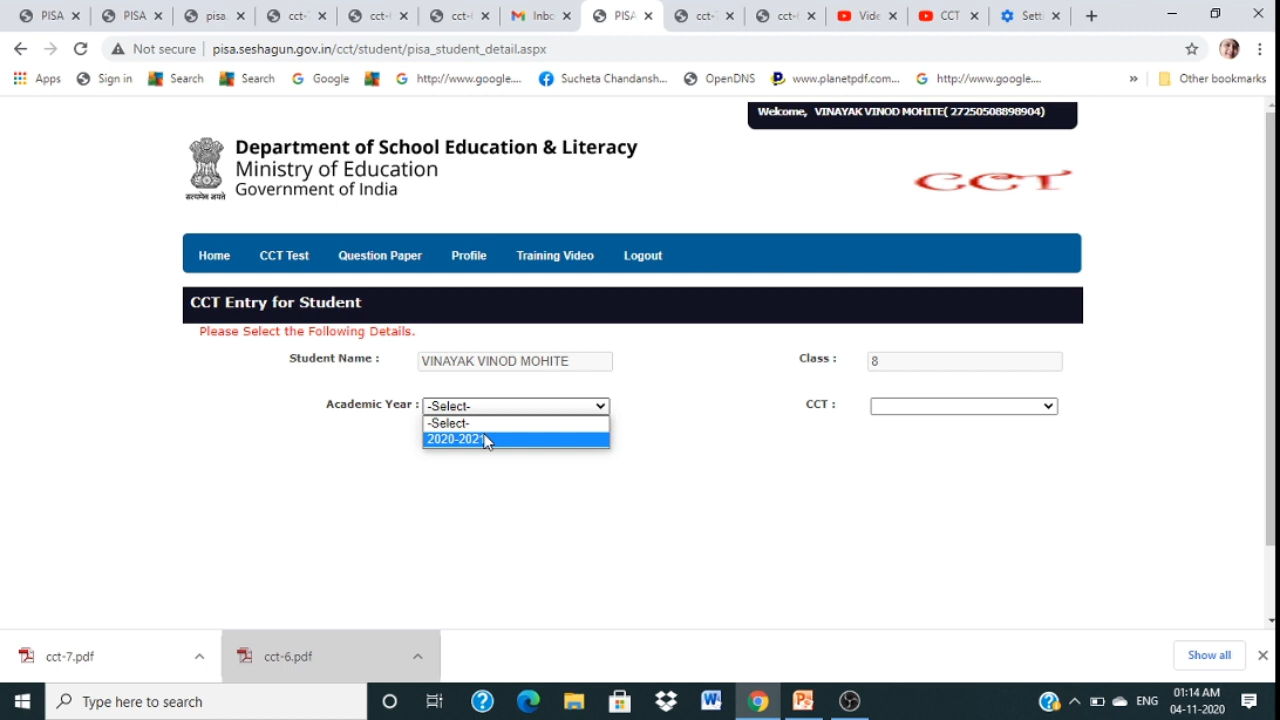 PISA
PISA
pisa.
cct-
cct-
cct-
Inbc
PISA
cct-
cct-
Vide
CCT
Setti
Not secure
pisa.seshagun.gov.in/cct/student/pisa_student_detail.aspx
Apps
Sign in
Search
Search
Google
http://www.google....
Sucheta Chandansh...
OpenDNS
www.planetpdf.com...
http://www.google....
»
Other bookmarks
Welcome, VINAYAK VINOD MOHITE( 27250508898904)
Department of School Education & Literacy
Ministry of Education
Government of India
सत्यमेव जयते
CCT
Home CCT Test Question Paper Profile Training Video Logout
CCT Entry for Student
Please Select the Following Details.
Student Name : VINAYAK VINOD MOHITE Class : 8
Academic Year : -Select- CCT :
-Select-
2020-2021
cct-7.pdf
cct-6.pdf
Show all
Type here to search
ENG
01:14 AM
04-11-2020